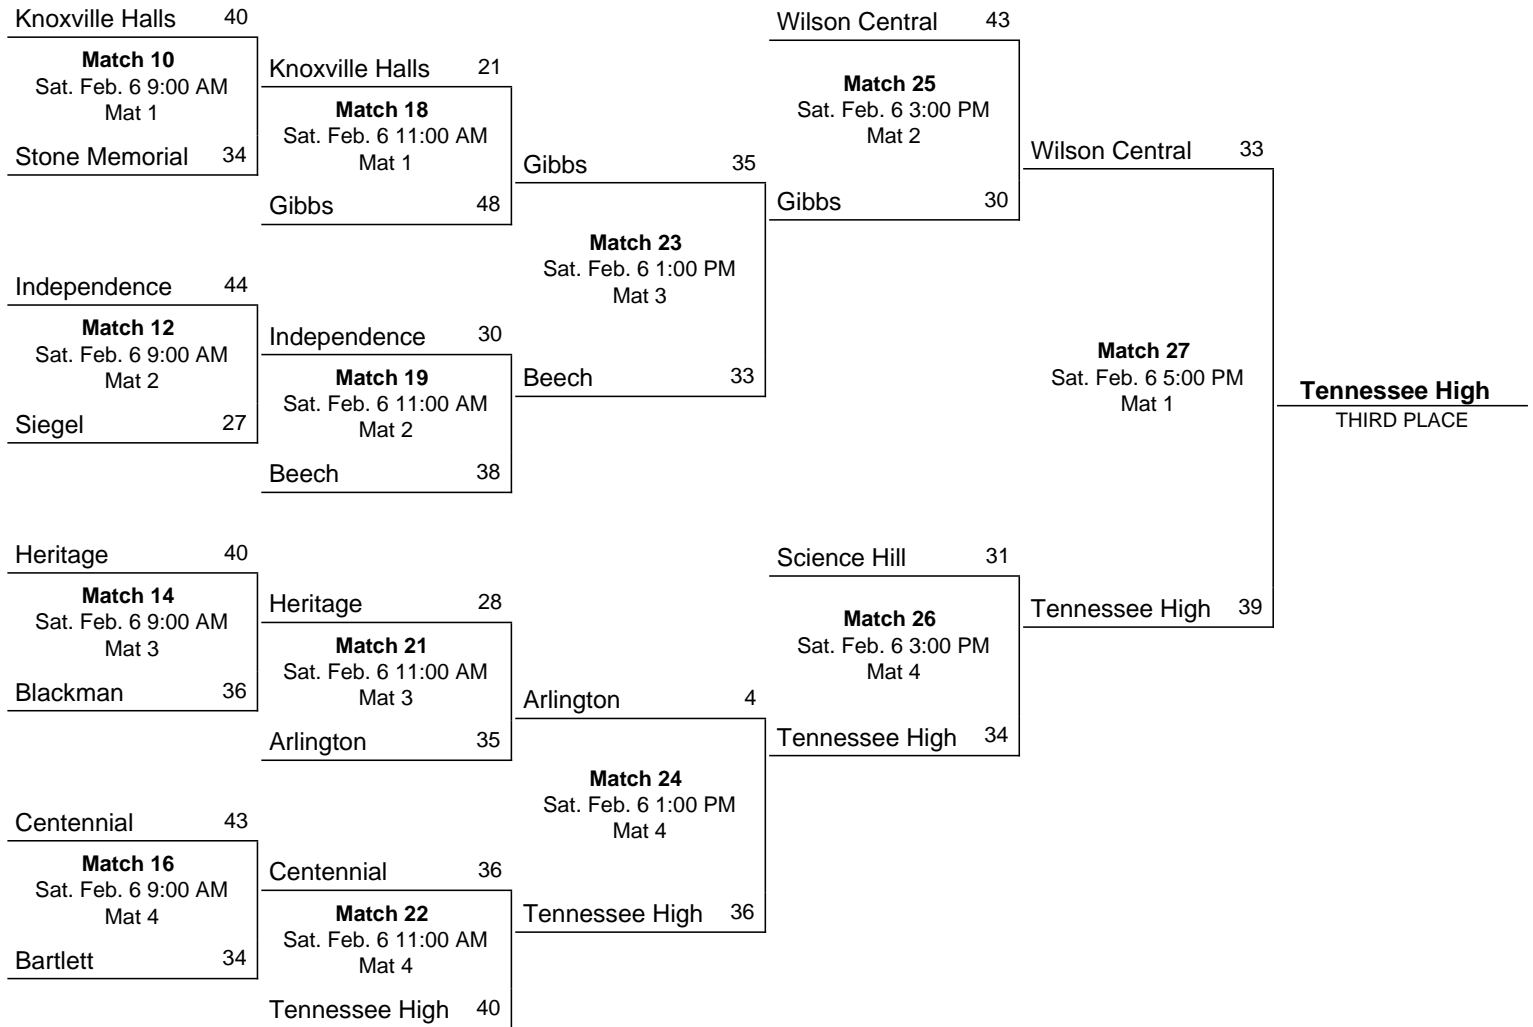 Knoxville Halls 40
Match 10
Sat. Feb. 6 9:00 AM
Mat 1
Stone Memorial 34
Independence 44
Match 12
Sat. Feb. 6 9:00 AM
Mat 2
Siegel 27
Heritage 40
Match 14
Sat. Feb. 6 9:00 AM
Mat 3
Blackman 36
Centennial 43
Match 16
Sat. Feb. 6 9:00 AM
Mat 4
Bartlett 34
Knoxville Halls 21
Match 18
Sat. Feb. 6 11:00 AM
Mat 1
Gibbs 48
Independence 30
Match 19
Sat. Feb. 6 11:00 AM
Mat 2
Beech 38
Heritage 28
Match 21
Sat. Feb. 6 11:00 AM
Mat 3
Arlington 35
Centennial 36
Match 22
Sat. Feb. 6 11:00 AM
Mat 4
Tennessee High 40
Gibbs 35
Match 23
Sat. Feb. 6 1:00 PM
Mat 3
Beech 33
Arlington 4
Match 24
Sat. Feb. 6 1:00 PM
Mat 4
Tennessee High 36
Wilson Central 43
Match 25
Sat. Feb. 6 3:00 PM
Mat 2
Gibbs 30
Science Hill 31
Match 26
Sat. Feb. 6 3:00 PM
Mat 4
Tennessee High 34
Wilson Central 33
Match 27
Sat. Feb. 6 5:00 PM
Mat 1
Tennessee High 39
Tennessee High
THIRD PLACE